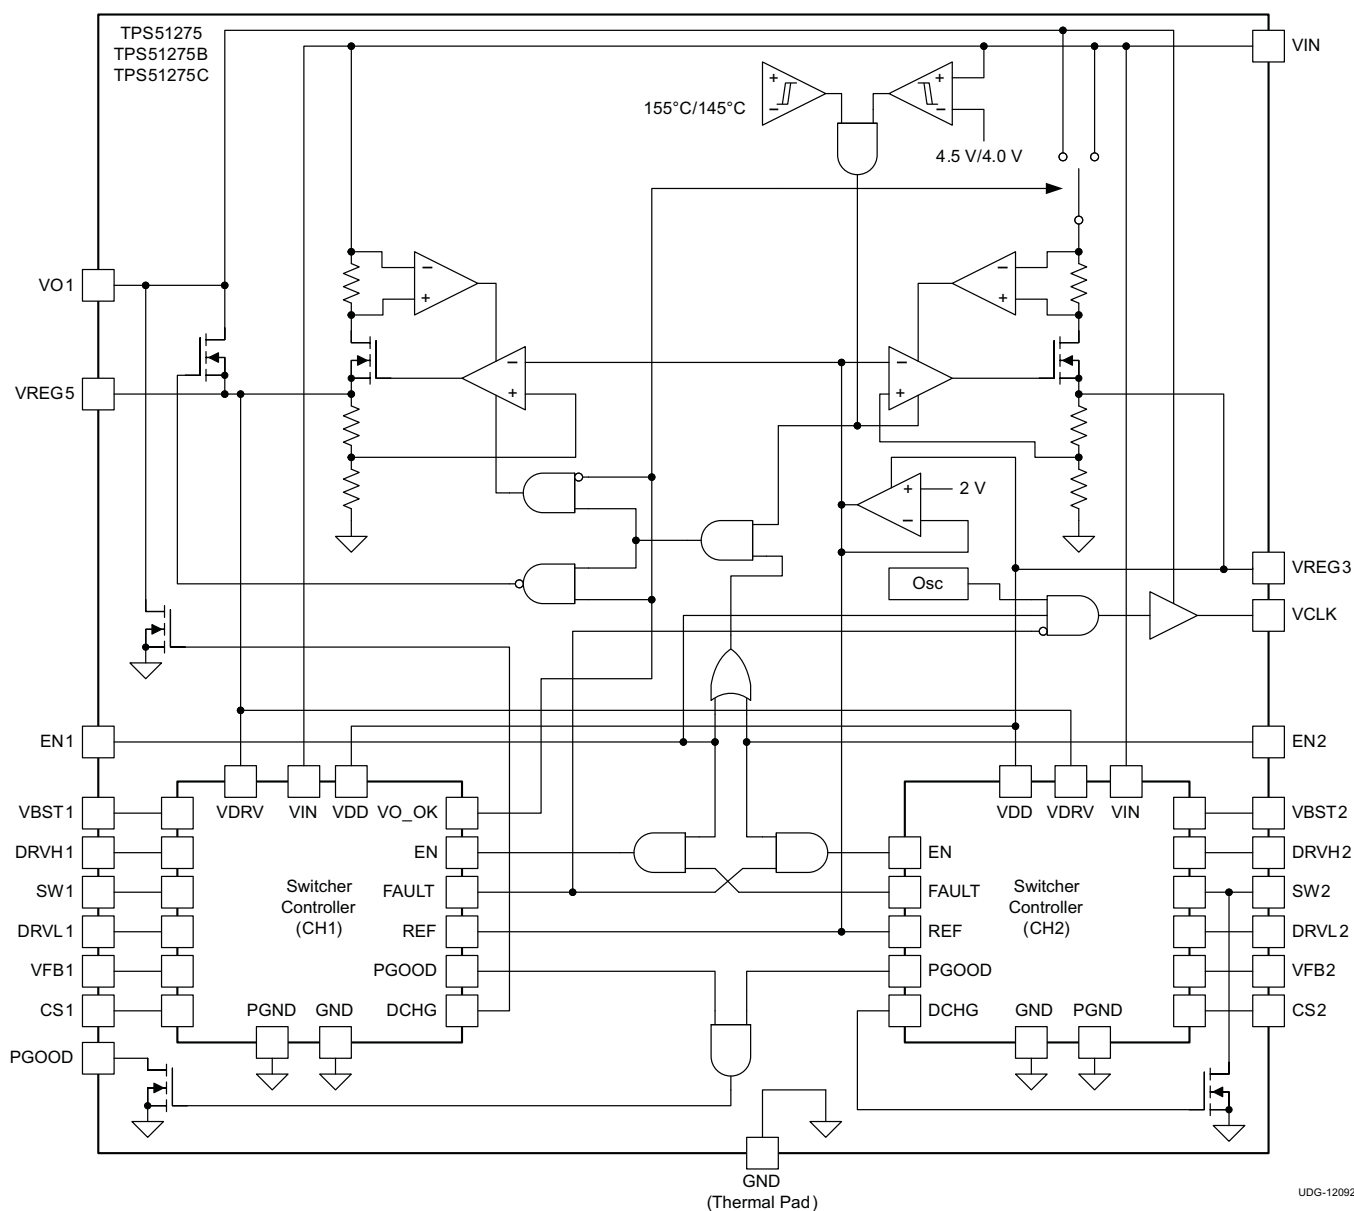 TPS51275
TPS51275B
TPS51275C
VIN
+
−
155°C/145°C
+
−
4.5 V/4.0 V
VO1
−
+
−
+
VREG5
−
+
−
+
+
2 V
−
Osc
VREG3
VCLK
EN1
EN2
VDRV
VIN
VDD
VO_OK
VDD
VDRV
VIN
VBST1
VBST2
DRVH1
EN
EN
DRVH2
SW1
Switcher
Controller
(CH1)
FAULT
FAULT
Switcher
Controller
(CH2)
SW2
DRVL1
REF
REF
DRVL2
VFB1
PGOOD
PGOOD
VFB2
CS1
PGND
GND
DCHG
DCHG
GND
PGND
CS2
PGOOD
GND
(Thermal Pad)
UDG-12092